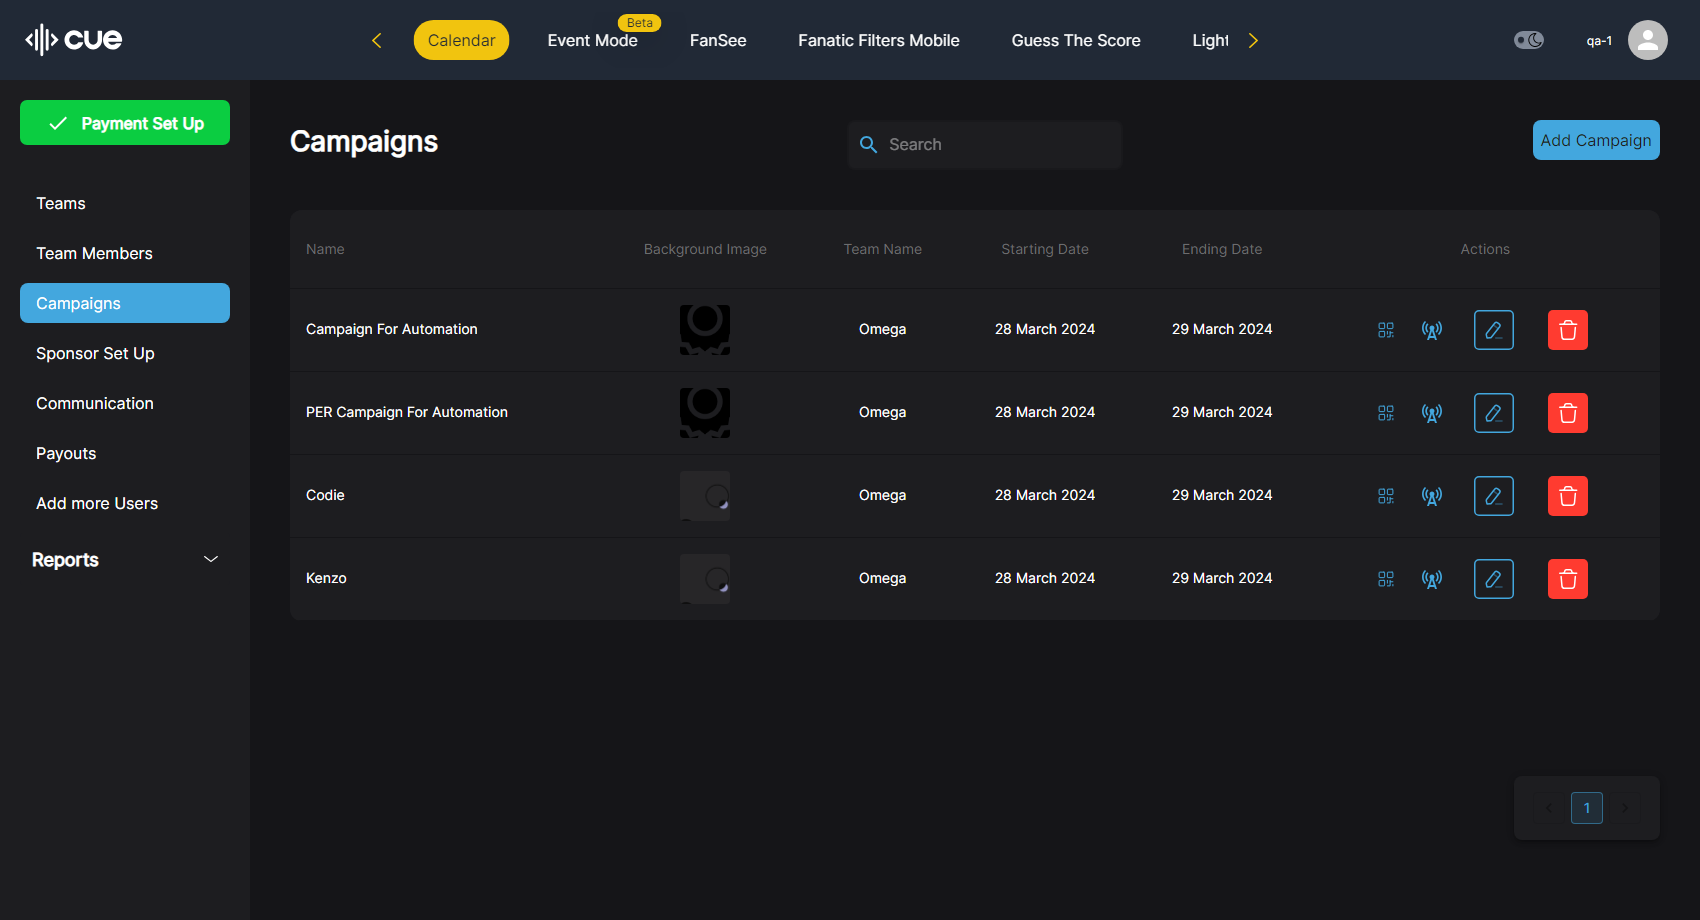 cue
Calendar
Event Mode
Beta
FanSee
Fanatic Filters Mobile
Guess The Score
Light
qa-1
Payment Set Up
Teams
Team Members
Campaigns
Sponsor Set Up
Communication
Payouts
Add more Users
Reports
Campaigns
Search
Add Campaign
Name Background Image Team Name Starting Date Ending Date Actions
Campaign For Automation Omega 28 March 2024 29 March 2024
PER Campaign For Automation Omega 28 March 2024 29 March 2024
Codie Omega 28 March 2024 29 March 2024
Kenzo Omega 28 March 2024 29 March 2024
1